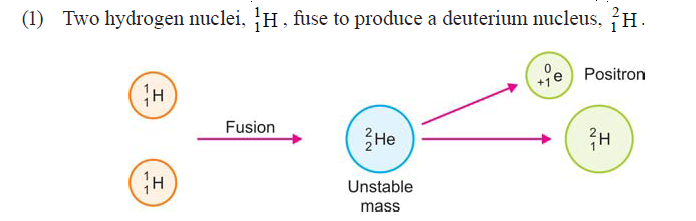 (1) Two hydrogen nuclei, ¹₁H, fuse to produce a deuterium nucleus, ²₁H.
⁰₊₁e Positron
¹₁H
Fusion
²₂He
²₁H
¹₁H
Unstable
mass